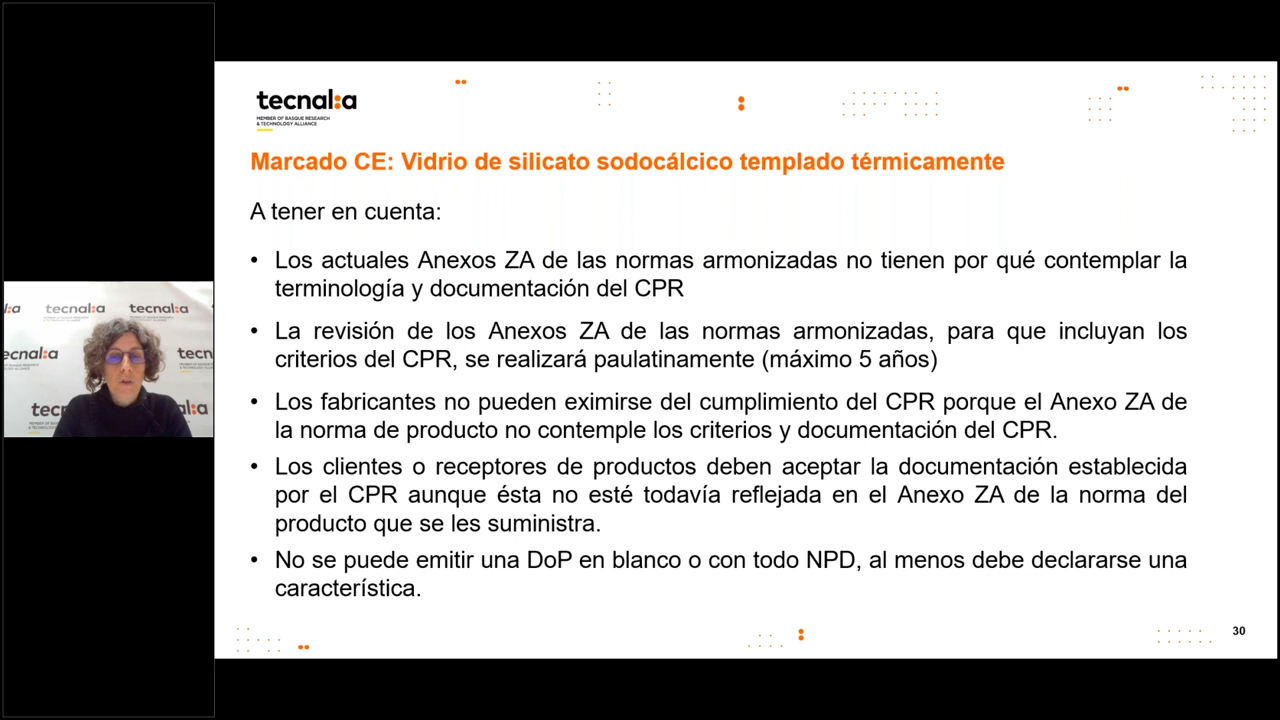 tecnal:a
MEMBER OF BASQUE RESEARCH
& TECHNOLOGY ALLIANCE
Marcado CE: Vidrio de silicato sodocálcico templado térmicamente
A tener en cuenta:
• Los actuales Anexos ZA de las normas armonizadas no tienen por qué contemplar la
terminología y documentación del CPR
• La revisión de los Anexos ZA de las normas armonizadas, para que incluyan los
criterios del CPR, se realizará paulatinamente (máximo 5 años)
• Los fabricantes no pueden eximirse del cumplimiento del CPR porque el Anexo ZA de
la norma de producto no contemple los criterios y documentación del CPR.
• Los clientes o receptores de productos deben aceptar la documentación establecida
por el CPR aunque ésta no esté todavía reflejada en el Anexo ZA de la norma del
producto que se les suministra.
• No se puede emitir una DoP en blanco o con todo NPD, al menos debe declararse una
característica.
30
tecnal:a
tecnal:a